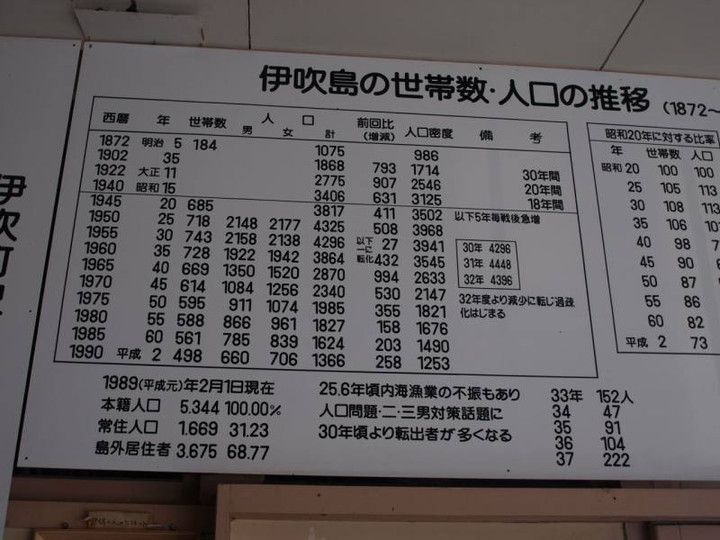 伊吹島の世帯数・人口の推移 (1872〜
西暦 年 世帯数 人口 男 女 計 前回比(増減) 人口密度 備考
1872 明治 5 184 1075 986
1902 35 1868 793 1714 30年間
1922 大正 11 2775 907 2546 20年間
1940 昭和 15 3406 631 3125 18年間
1945 20 685 3817 411 3502 以下5年毎戦後急増
1950 25 718 2148 2177 4325 508 3968
1955 30 743 2158 2138 4296 以下一に転化 27 3941 30年 4296
1960 35 728 1922 1942 3864 432 3545 31年 4448
1965 40 669 1350 1520 2870 994 2633 32年 4396
1970 45 614 1084 1256 2340 530 2147 32年度より減少に転じ過疎
1975 50 595 911 1074 1985 355 1821 化はじまる
1980 55 588 866 961 1827 158 1676
1985 60 561 785 839 1624 203 1490
1990 平成 2 498 660 706 1366 258 1253
昭和20年に対する比率
年 世帯数 人口
昭和 20 100 100
25 105
30 108
35 106
40 98
45 90
50 87
55 86
60 82
平成 2 73
1989(平成元)年2月1日現在
本籍人口 5.344 100.00%
常住人口 1.669 31.23
島外居住者 3.675 68.77
25.6年頃内海漁業の不振もあり
人口問題・二・三男対策話題に
30年頃より転出者が多くなる
33年 152人
34 47
35 91
36 104
37 222
伊吹町